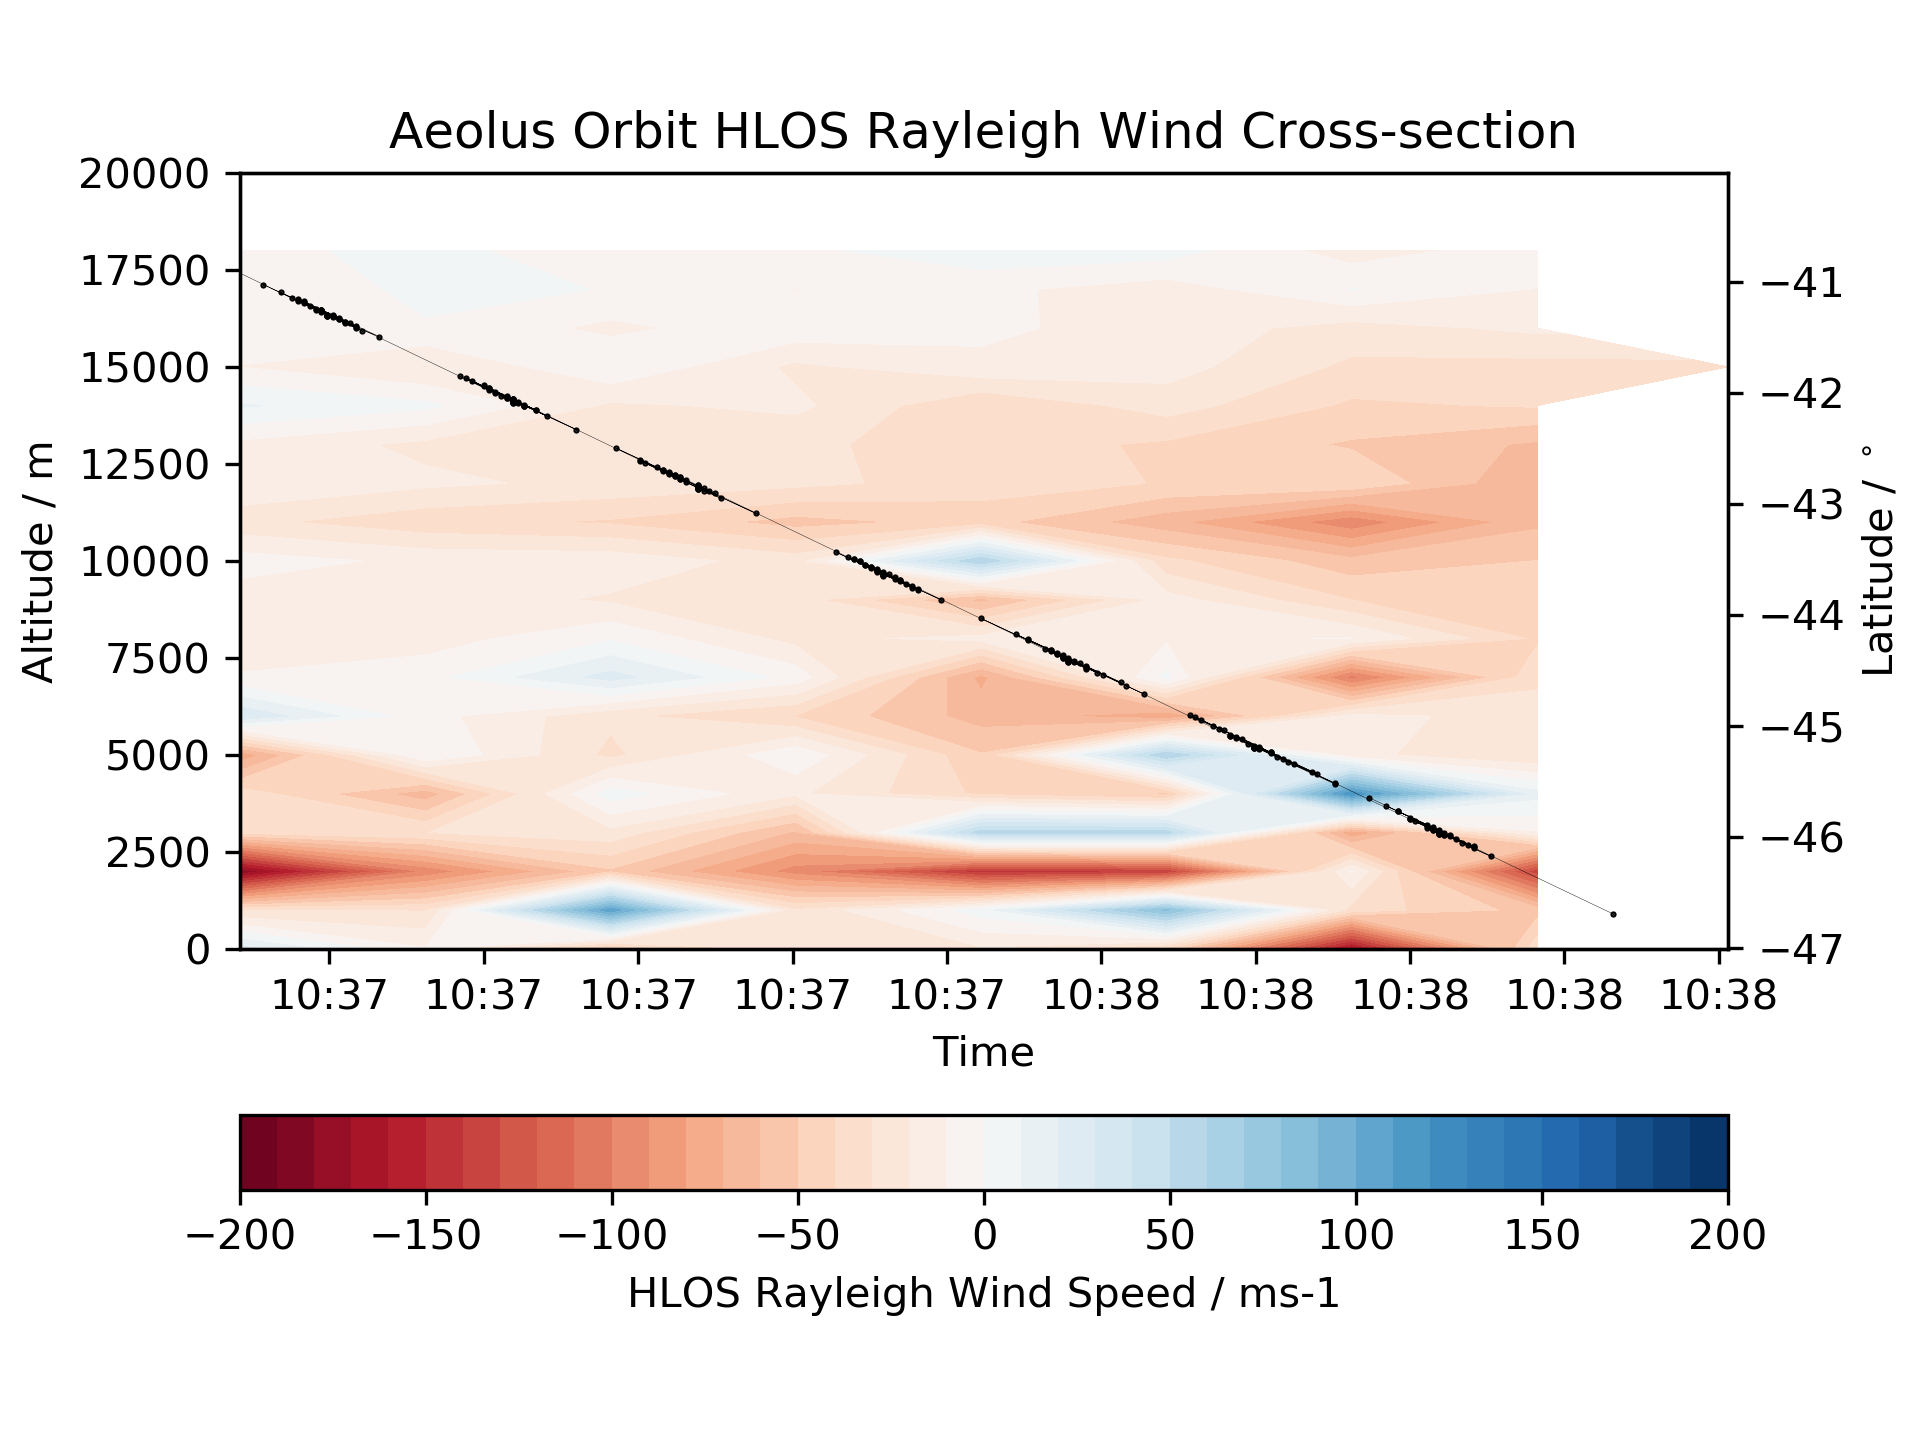 Aeolus Orbit HLOS Rayleigh Wind Cross-section
20000
17500
15000
12500
10000
7500
5000
2500
0
Altitude / m
−41
−42
−43
−44
−45
−46
−47
Latitude / °
10:37 10:37 10:37 10:37 10:37 10:38 10:38 10:38 10:38 10:38
Time
−200 −150 −100 −50 0 50 100 150 200
HLOS Rayleigh Wind Speed / ms-1